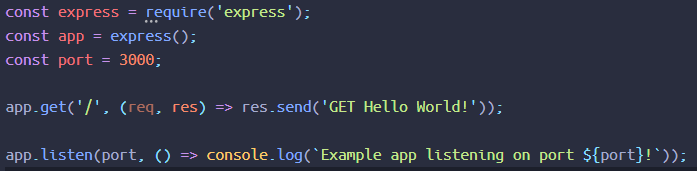 const express = require('express');
const app = express();
const port = 3000;
app.get('/', (req, res) => res.send('GET Hello World!'));
app.listen(port, () => console.log(`Example app listening on port ${port}!`));